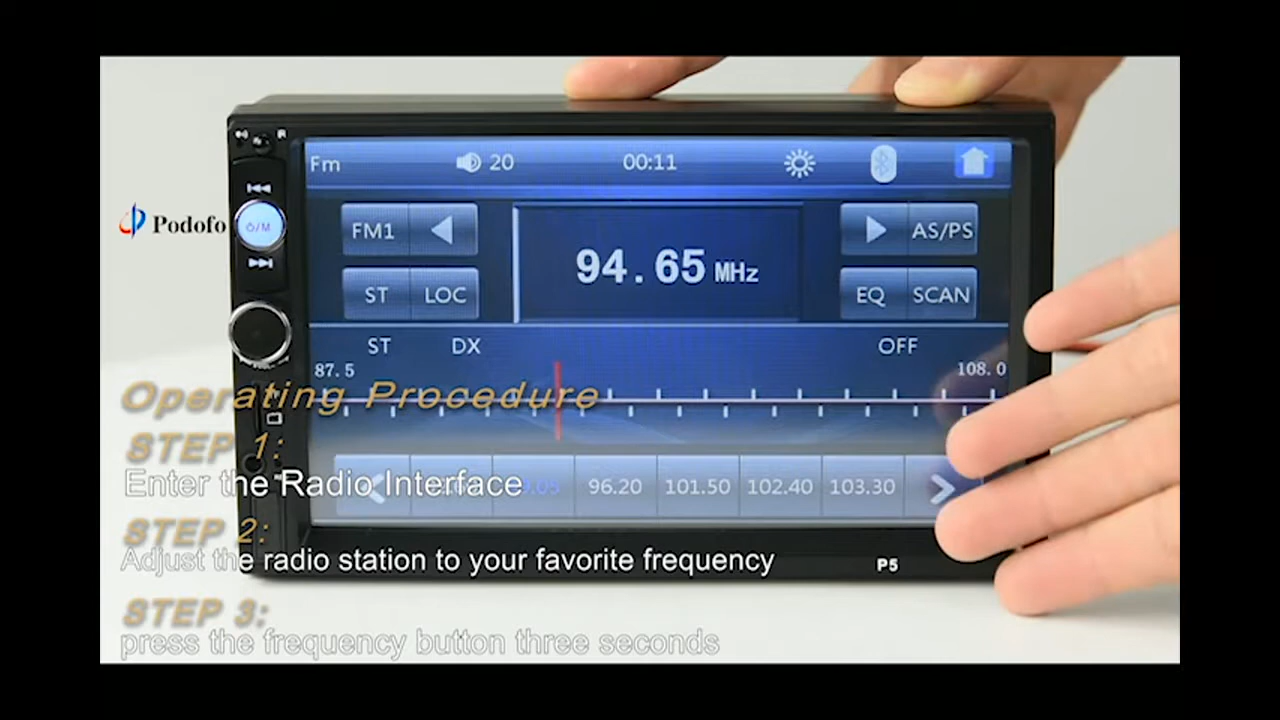 Fm 20 00:11
Podofo
FM1 AS/PS
94.65 MHz
ST LOC EQ SCAN
ST DX OFF
87.5 108.0
Operating Procedure
STEP 1:
96.20 101.50 102.40 103.30
Enter the Radio Interface
STEP 2:
Adjust the radio station to your favorite frequency
P5
STEP 3:
press the frequency button three seconds